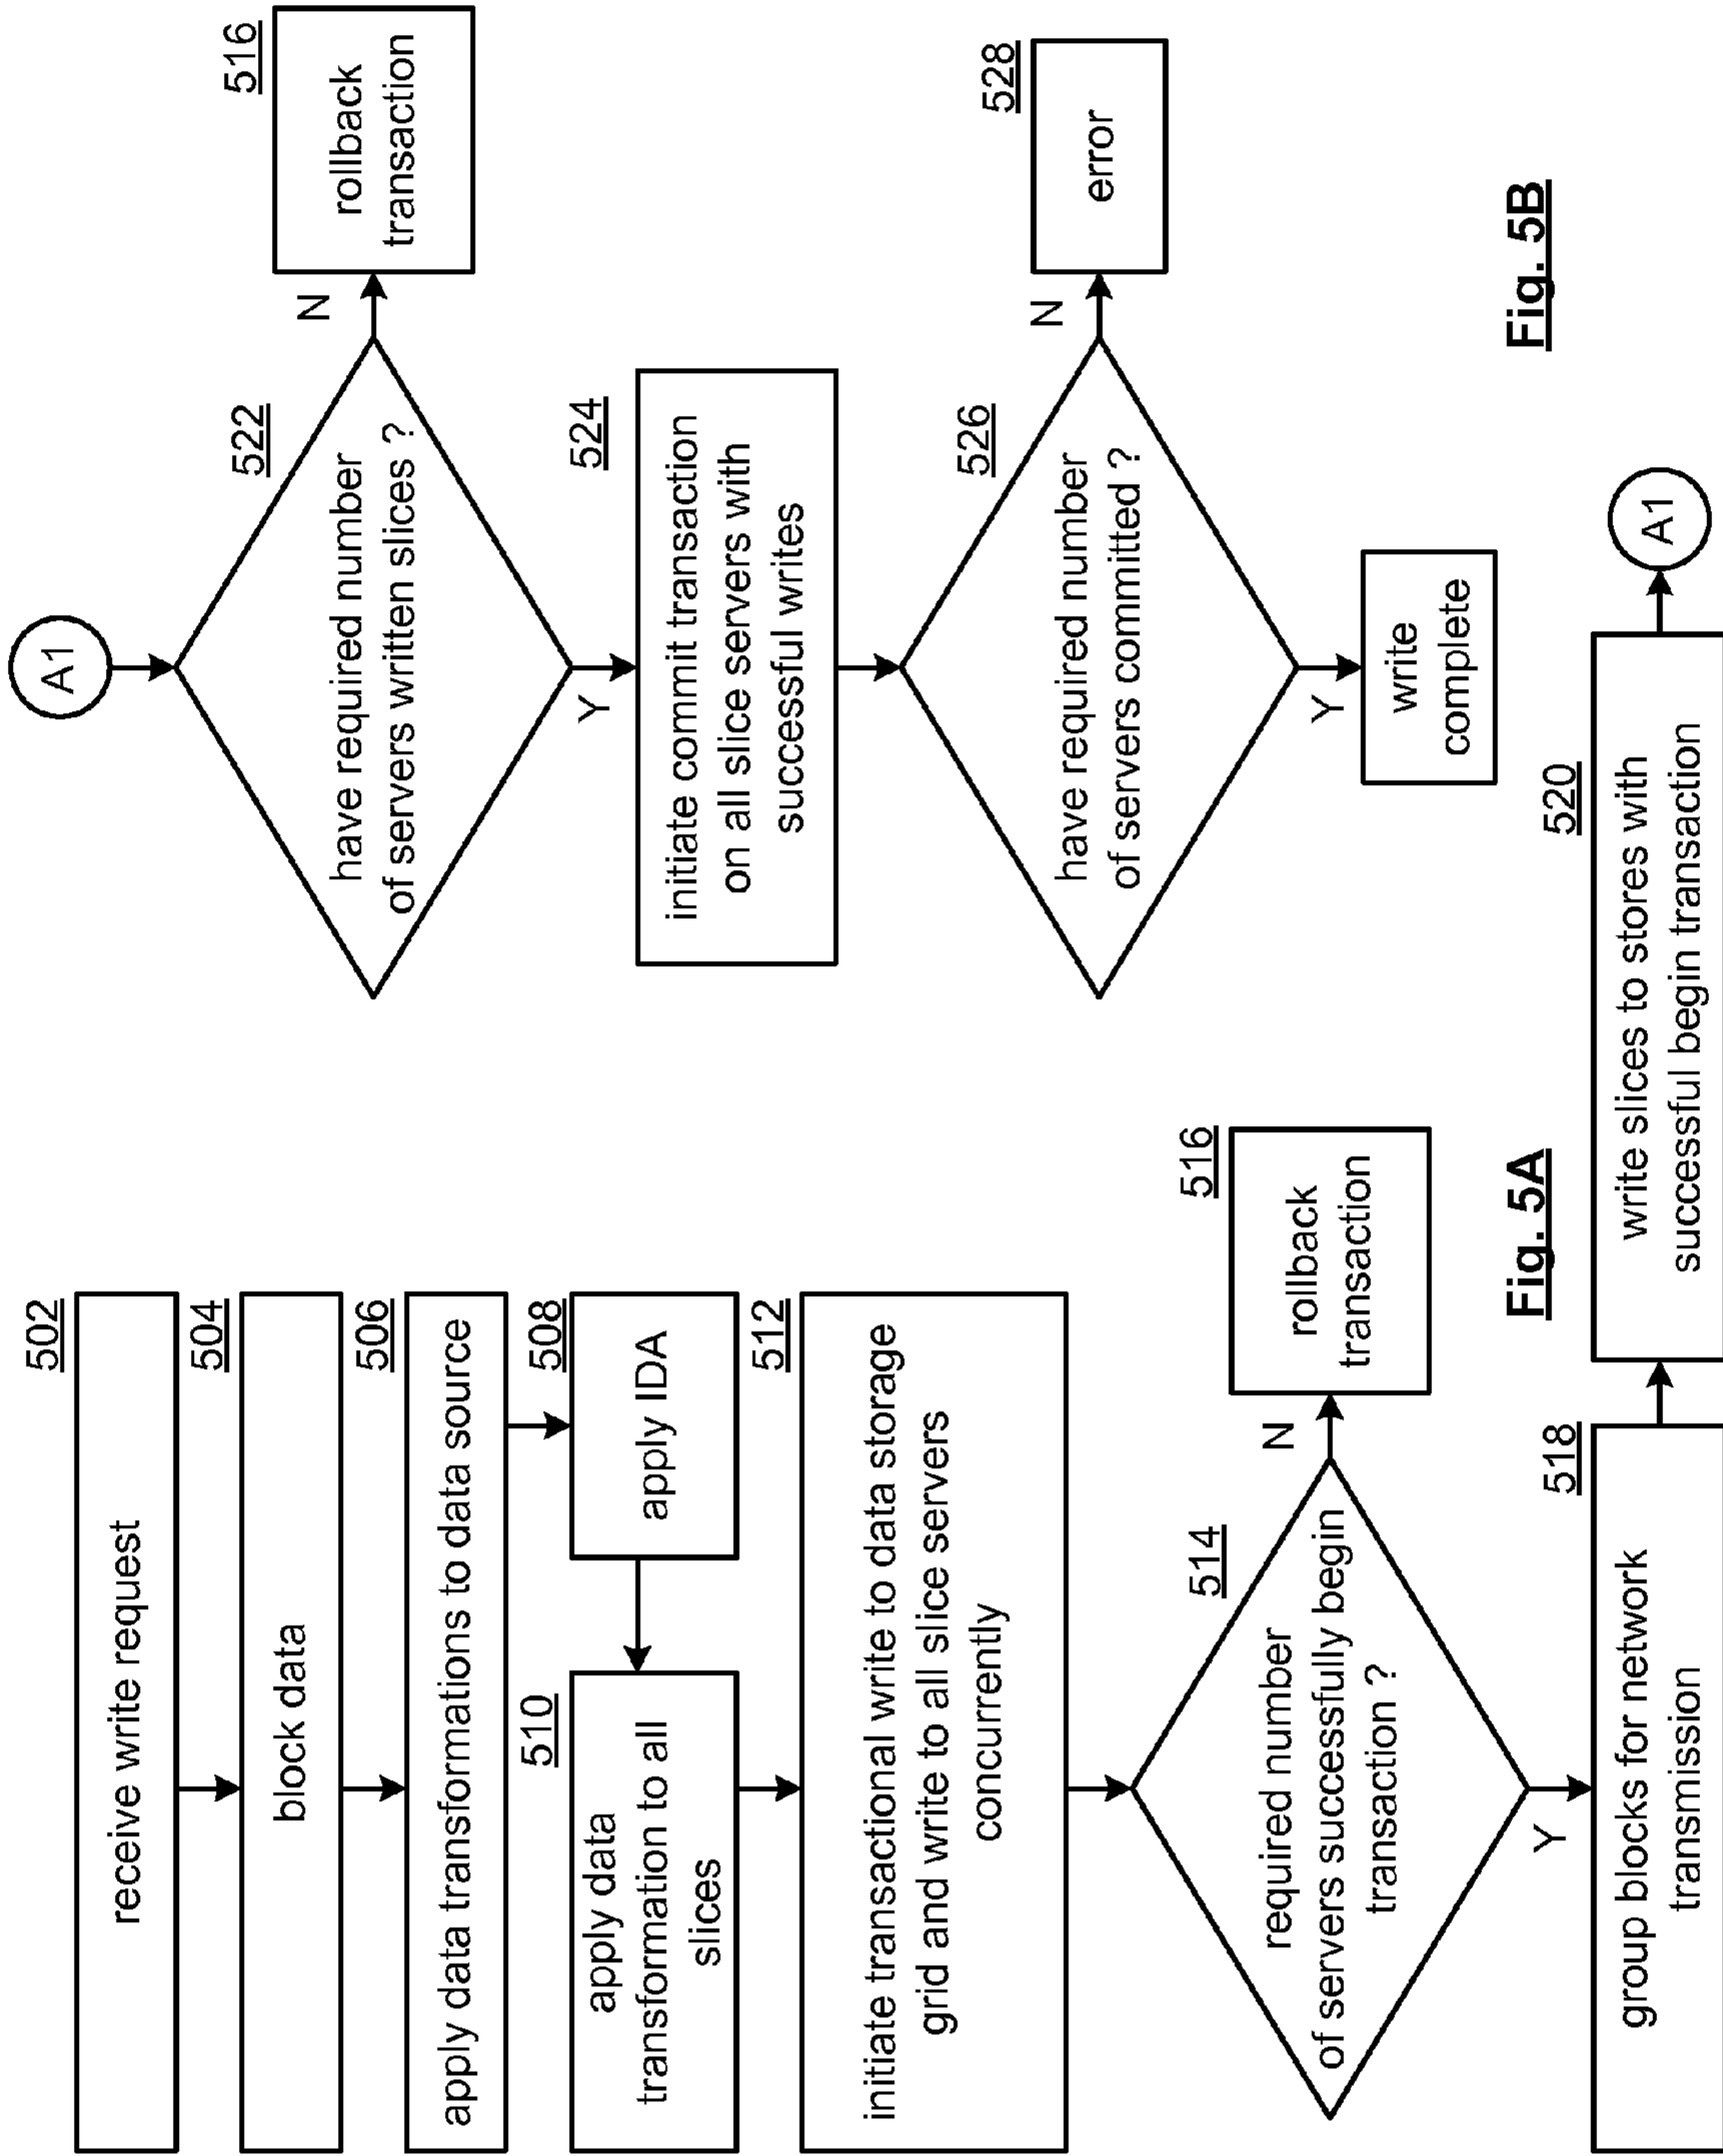 502
receive write request
504
block data
506
apply data transformations to data source
508
apply IDA
510
apply data
transformation to all
slices
512
initiate transactional write to data storage
grid and write to all slice servers
concurrently
514
required number
of servers successfully begin
transaction ?
N
516
rollback
transaction
Y
518
group blocks for network
transmission
520
write slices to stores with
successful begin transaction
A1
Fig. 5A
A1
522
have required number
of servers written slices ?
N
516
rollback
transaction
Y
524
initiate commit transaction
on all slice servers with
successful writes
526
have required number
of servers committed ?
N
528
error
Y
write
complete
Fig. 5B